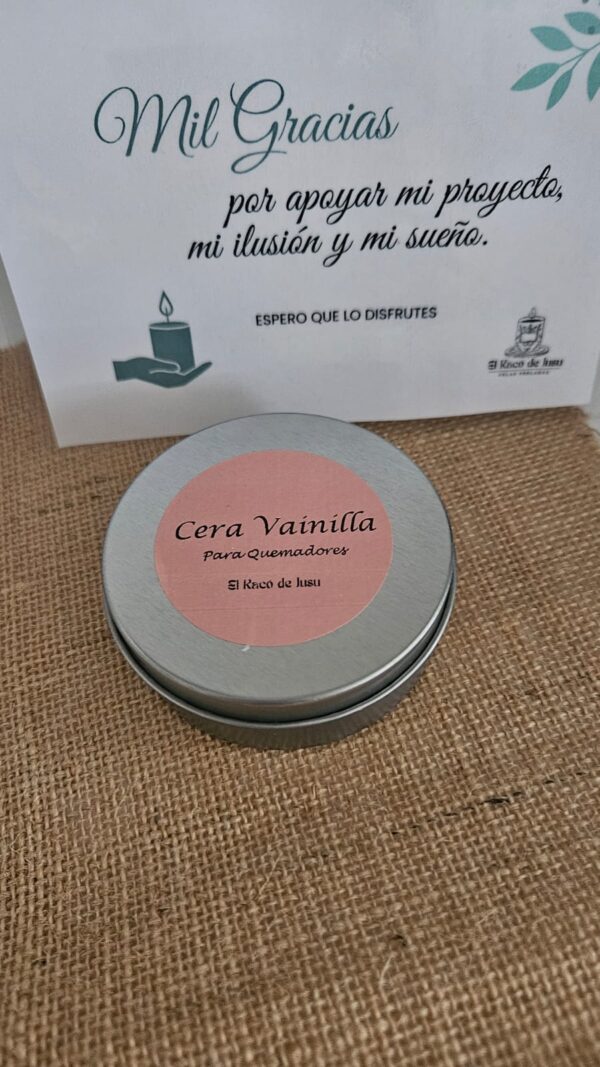 Mil Gracias
por apoyar mi proyecto,
mi ilusión y mi sueño.
ESPERO QUE LO DISFRUTES
El Racó de Jusu
Cera Vainilla
Para Quemadores
El Racó de Jusu